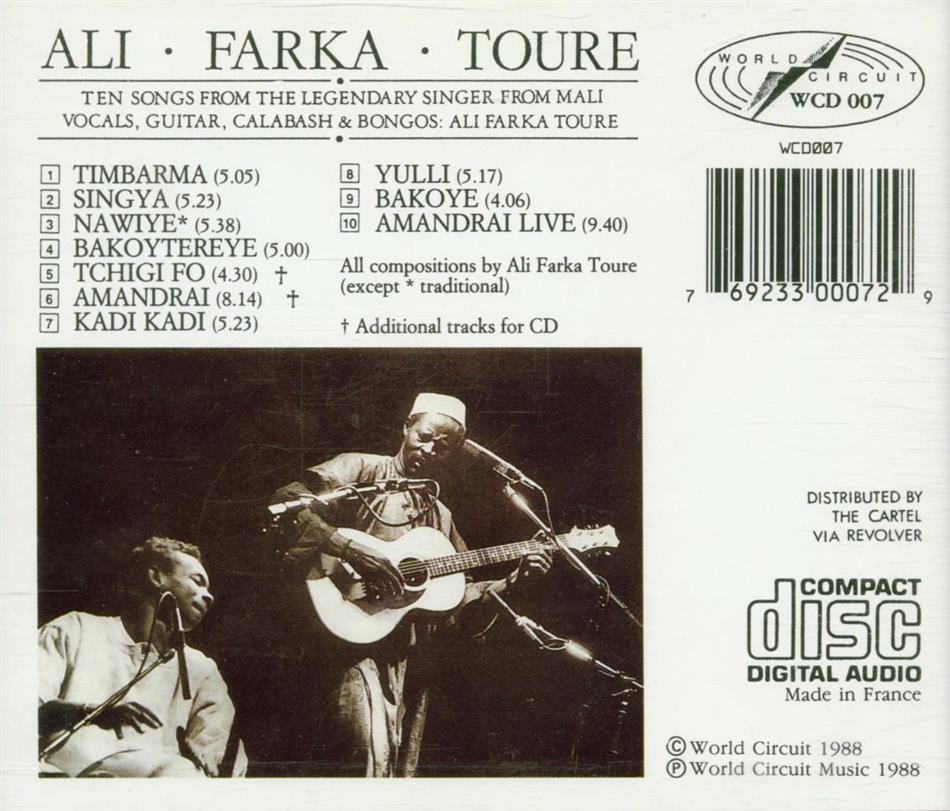 ALI · FARKA · TOURE
TEN SONGS FROM THE LEGENDARY SINGER FROM MALI
VOCALS, GUITAR, CALABASH & BONGOS: ALI FARKA TOURE
1 TIMBARMA (5.05)
2 SINGYA (5.23)
3 NAWIYE* (5.38)
4 BAKOYTEREYE (5.00)
5 TCHIGI FO (4.30) †
6 AMANDRAI (8.14) †
7 KADI KADI (5.23)
8 YULLI (5.17)
9 BAKOYE (4.06)
10 AMANDRAI LIVE (9.40)
All compositions by Ali Farka Toure
(except * traditional)
† Additional tracks for CD
WORLD CIRCUIT
WCD 007
WCD007
7 69233 00072 9
DISTRIBUTED BY
THE CARTEL
VIA REVOLVER
COMPACT
disc
DIGITAL AUDIO
Made in France
©World Circuit 1988
℗World Circuit Music 1988